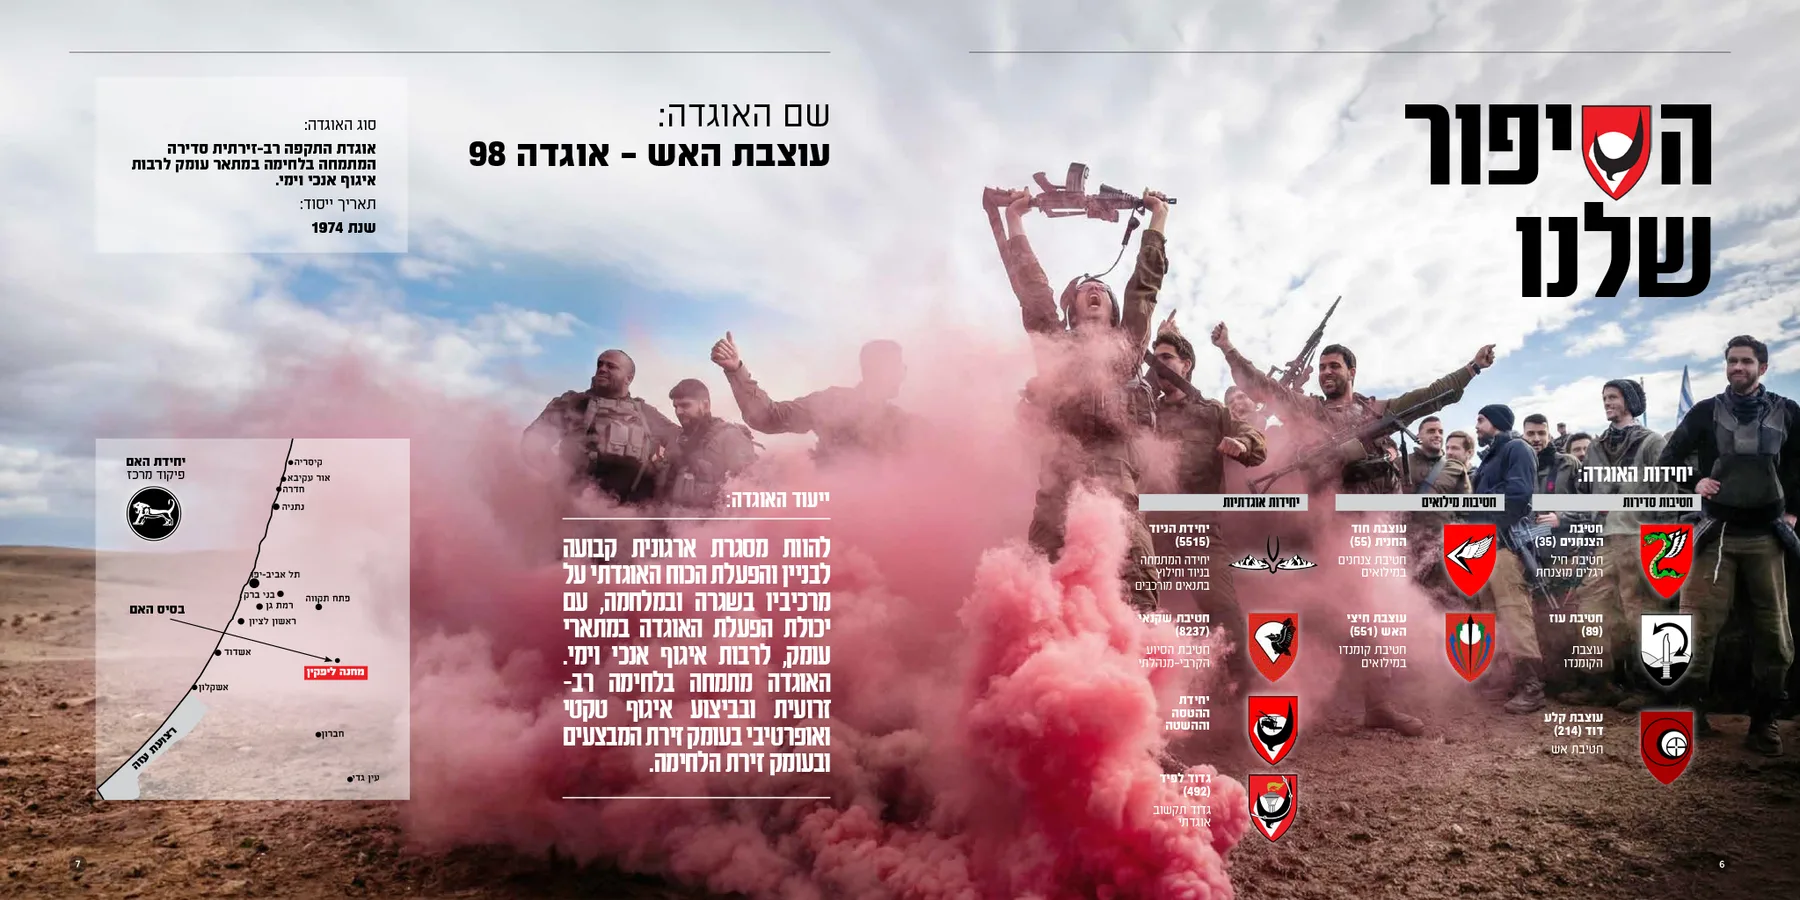 הסיפור
שלנו
יחידות האוגדה:
חטיבות סדירות
חטיבת
הצנחנים (35)
חטיבת חיל
רגלים מוצנחת
חטיבת עוז
(89)
עוצבת
הקומנדו
עוצבת קלע
דוד (214)
חטיבת אש
חטיבות מילואים
עוצבת חוד
החנית (55)
חטיבת צנחנים
במילואים
עוצבת חיצי
האש (551)
חטיבת קומנדו
במילואים
יחידות אוגדתיות
יחידת הניוד
(5515)
יחידה המתמחה
בניוד וחילוץ
בתנאים מורכבים
חטיבת שקנאי
(8237)
חטיבת הסיוע
הקרבי-מנהלתי
יחידת
ההטסה
וההשטה
גדוד לפיד
(492)
גדוד תקשוב
אוגדתי
6
שם האוגדה:
עוצבת האש - אוגדה 98
סוג האוגדה:
אוגדת התקפה רב-זירתית סדירה
המתמחה בלחימה במתאר עומק לרבות
איגוף אנכי וימי.
תאריך ייסוד:
שנת 1974
ייעוד האוגדה:
להוות מסגרת ארגונית קבועה
לבניין והפעלת הכוח האוגדתי על
מרכיביו בשגרה ובמלחמה, עם
יכולת הפעלת האוגדה במתארי
עומק, לרבות איגוף אנכי וימי.
האוגדה מתמחה בלחימה רב-
זרועית ובביצוע איגוף טקטי
ואופרטיבי בעומק זירת המבצעים
ובעומק זירת הלחימה.
יחידת האם
פיקוד מרכז
קיסריה
אור עקיבא
חדרה
נתניה
תל אביב-יפו
בני ברק
פתח תקווה
רמת גן
ראשון לציון
בסיס האם
אשדוד
מחנה ליפקין
אשקלון
רצועת עזה
חברון
עין גדי
7